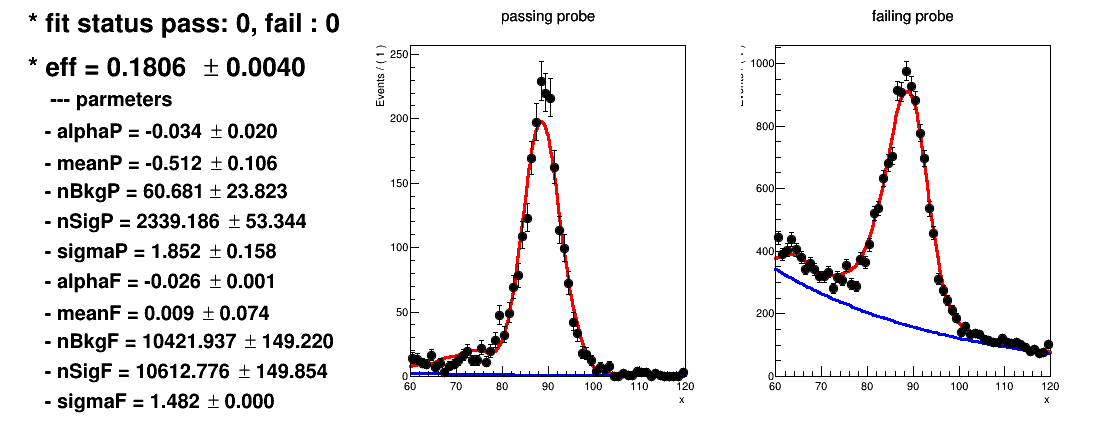 * fit status pass: 0, fail : 0
* eff = 0.1806 ± 0.0040
--- parmeters
- alphaP = -0.034 ± 0.020
- meanP = -0.512 ± 0.106
- nBkgP = 60.681 ± 23.823
- nSigP = 2339.186 ± 53.344
- sigmaP = 1.852 ± 0.158
- alphaF = -0.026 ± 0.001
- meanF = 0.009 ± 0.074
- nBkgF = 10421.937 ± 149.220
- nSigF = 10612.776 ± 149.854
- sigmaF = 1.482 ± 0.000
passing probe
Events / ( 1 )
250
200
150
100
50
0
60 70 80 90 100 110 120
x
failing probe
Events / ( 
1000
800
600
400
200
0
60 70 80 90 100 110 120
x